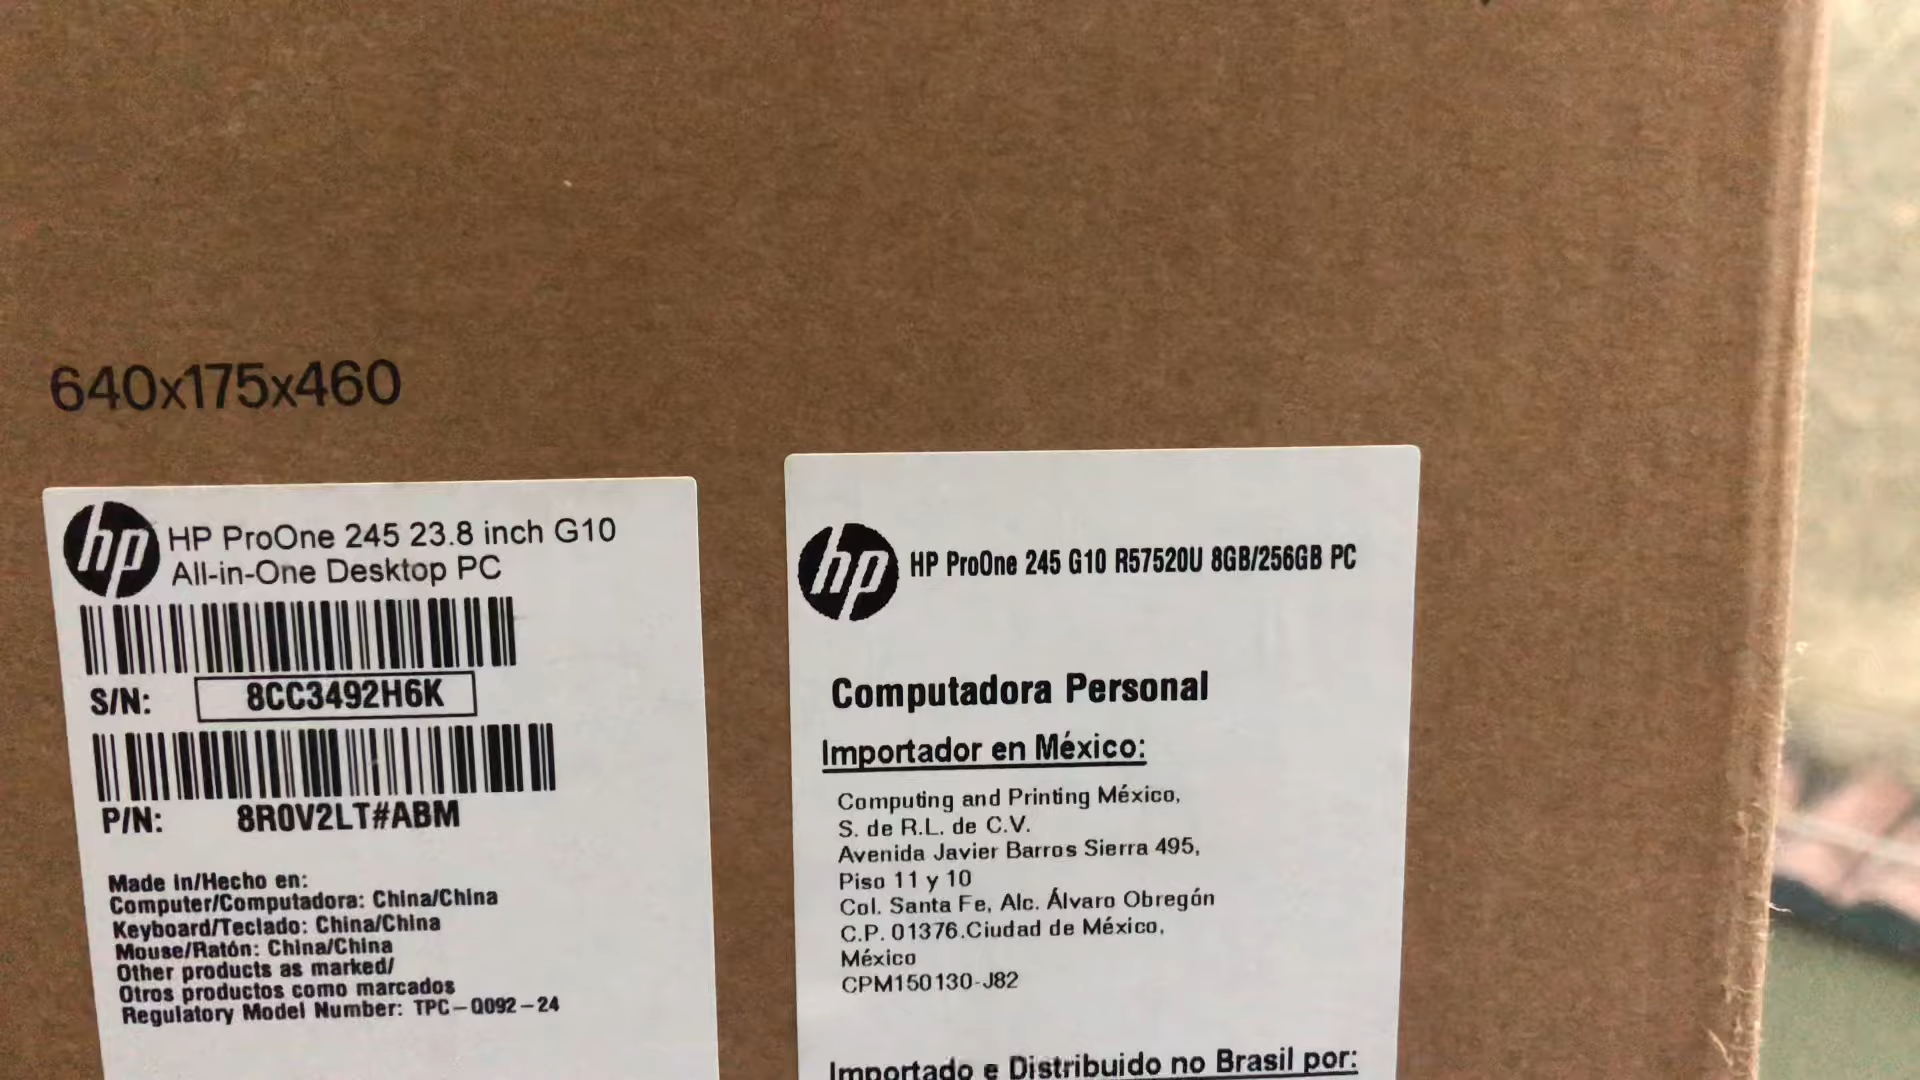 640x175x460
hp
HP ProOne 245 23.8 inch G10
All-in-One Desktop PC
S/N: 8CC3492H6K
P/N: 8R0V2LT#ABM
Made in/Hecho en:
Computer/Computadora: China/China
Keyboard/Teclado: China/China
Mouse/Ratón: China/China
Other products as marked/
Otros productos como marcados
Regulatory Model Number: TPC-Q092-24
hp
HP ProOne 245 G10 R57520U 8GB/256GB PC
Computadora Personal
Importador en México:
Computing and Printing México,
S. de R.L. de C.V.
Avenida Javier Barros Sierra 495,
Piso 11 y 10
Col. Santa Fe, Alc. Álvaro Obregón
C.P. 01376.Ciudad de México,
México
CPM150130-J82
Importado e Distribuido no Brasil por: